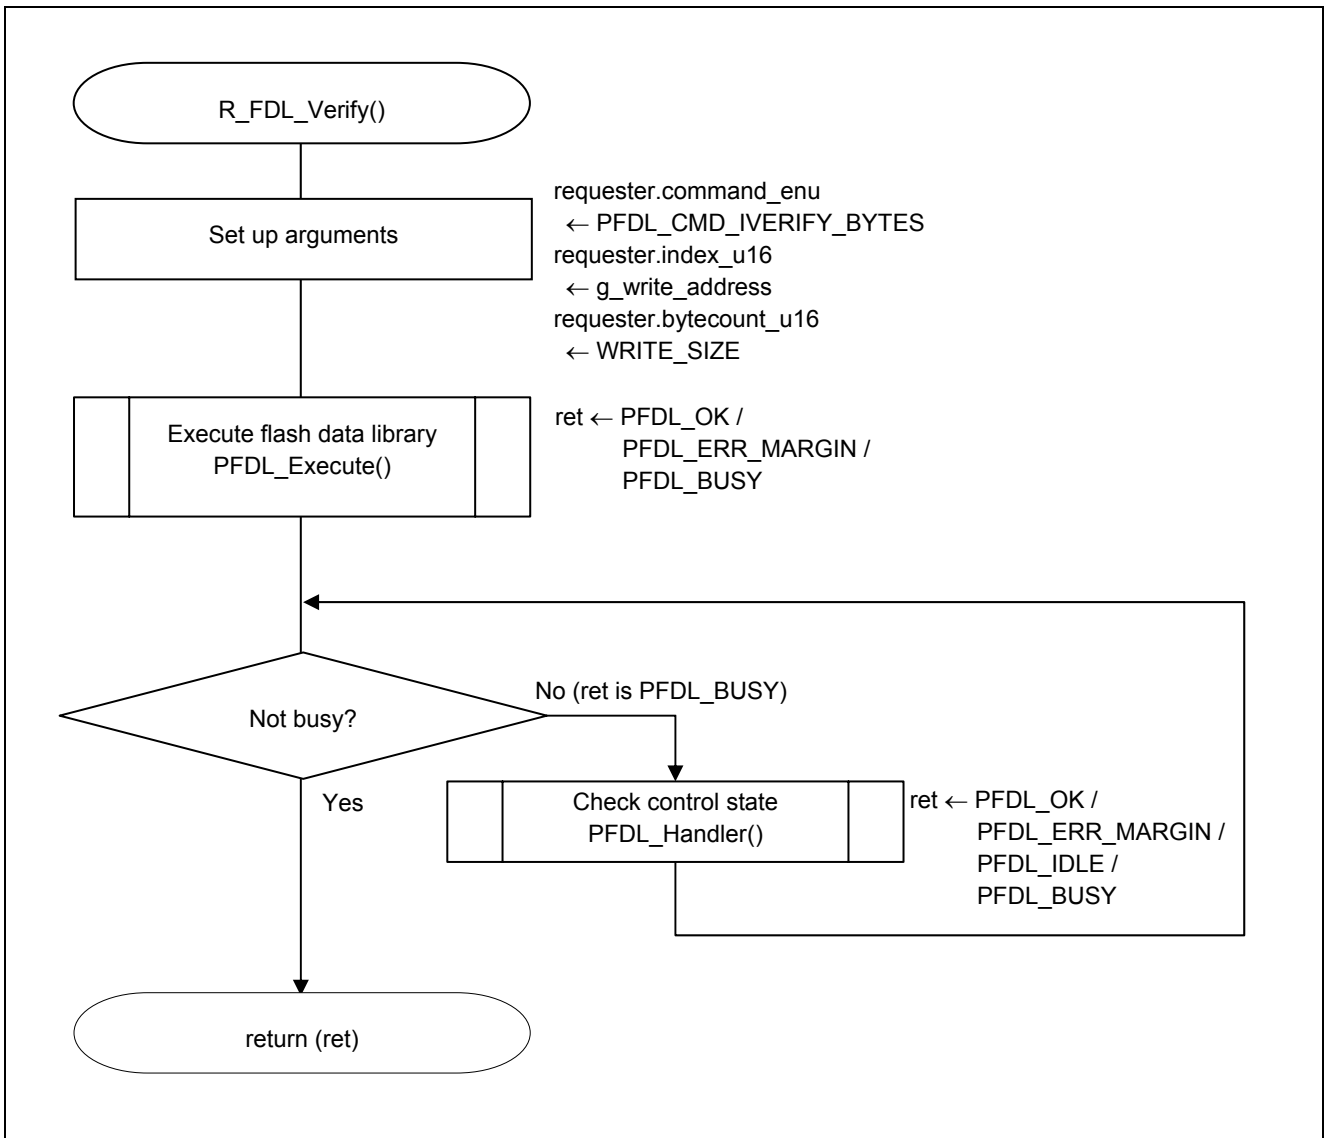 R_FDL_Verify()
Set up arguments
requester.command_enu
← PFDL_CMD_IVERIFY_BYTES
requester.index_u16
← g_write_address
requester.bytecount_u16
← WRITE_SIZE
Execute flash data library
PFDL_Execute()
ret ← PFDL_OK /
PFDL_ERR_MARGIN /
PFDL_BUSY
Not busy?
No (ret is PFDL_BUSY)
Yes
Check control state
PFDL_Handler()
ret ← PFDL_OK /
PFDL_ERR_MARGIN /
PFDL_IDLE /
PFDL_BUSY
return (ret)